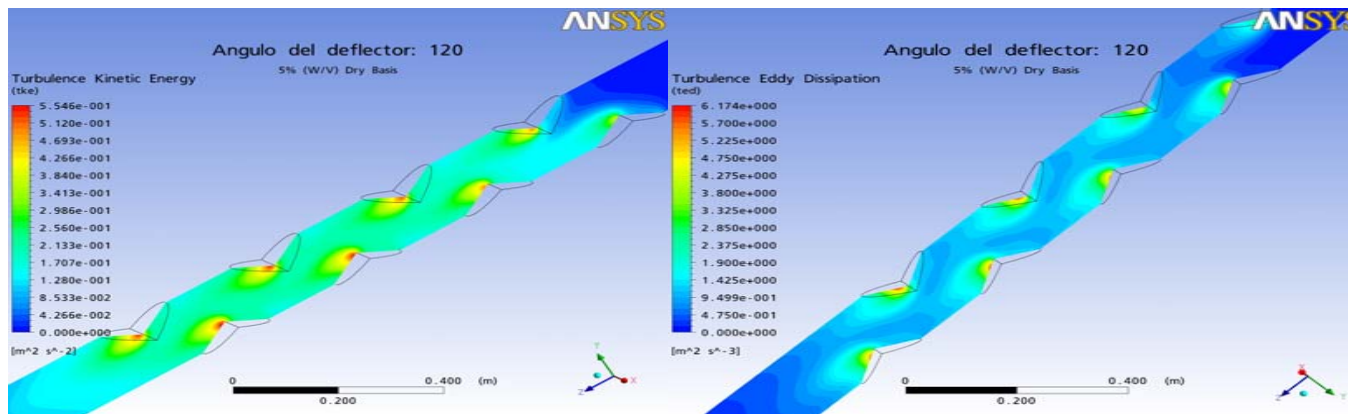 ANSYS
Angulo del deflector: 120
5% (W/V) Dry Basis
Turbulence Kinetic Energy
(tke)
5.546e-001
5.120e-001
4.693e-001
4.266e-001
3.840e-001
3.413e-001
2.986e-001
2.560e-001
2.133e-001
1.707e-001
1.280e-001
8.533e-002
4.266e-002
0.000e+000
[m^2 s^-2]
0
0.400
(m)
0.200
Y
X
Z
ANSYS
Angulo del deflector: 120
5% (W/V) Dry Basis
Turbulence Eddy Dissipation
(ted)
6.174e+000
5.700e+000
5.225e+000
4.750e+000
4.275e+000
3.800e+000
3.325e+000
2.850e+000
2.375e+000
1.900e+000
1.425e+000
9.499e-001
4.750e-001
0.000e+000
[m^2 s^-3]
0
0.400
(m)
0.200
X
Z
Y